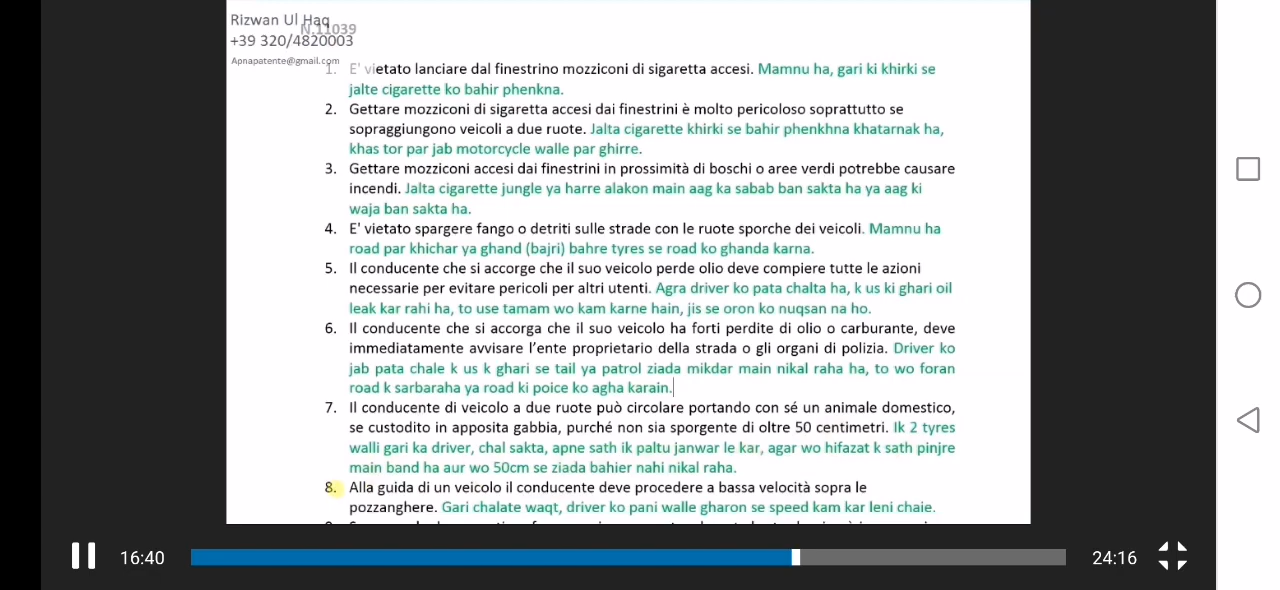 Rizwan Ul Haq
N.11039
+39 320/4820003
Apnapatente@gmail.com
1. E' vietato lanciare dal finestrino mozziconi di sigaretta accesi. Mamnu ha, gari ki khirki se
jalte cigarette ko bahir phenkna.
2. Gettare mozziconi di sigaretta accesi dai finestrini è molto pericoloso soprattutto se
sopraggiungono veicoli a due ruote. Jalta cigarette khirki se bahir phenkhna khatarnak ha,
khas tor par jab motorcycle walle par ghirre.
3. Gettare mozziconi accesi dai finestrini in prossimità di boschi o aree verdi potrebbe causare
incendi. Jalta cigarette jungle ya harre alakon main aag ka sabab ban sakta ha ya aag ki
waja ban sakta ha.
4. E' vietato spargere fango o detriti sulle strade con le ruote sporche dei veicoli. Mamnu ha
road par khichar ya ghand (bajri) bahre tyres se road ko ghanda karna.
5. Il conducente che si accorge che il suo veicolo perde olio deve compiere tutte le azioni
necessarie per evitare pericoli per altri utenti. Agra driver ko pata chalta ha, k us ki ghari oil
leak kar rahi ha, to use tamam wo kam karne hain, jis se oron ko nuqsan na ho.
6. Il conducente che si accorga che il suo veicolo ha forti perdite di olio o carburante, deve
immediatamente avvisare l'ente proprietario della strada o gli organi di polizia. Driver ko
jab pata chale k us k ghari se tail ya patrol ziada mikdar main nikal raha ha, to wo foran
road k sarbaraha ya road ki poice ko agha karain.
7. Il conducente di veicolo a due ruote può circolare portando con sé un animale domestico,
se custodito in apposita gabbia, purché non sia sporgente di oltre 50 centimetri. Ik 2 tyres
walli gari ka driver, chal sakta, apne sath ik paltu janwar le kar, agar wo hifazat k sath pinjre
main band ha aur wo 50cm se ziada bahier nahi nikal raha.
8. Alla guida di un veicolo il conducente deve procedere a bassa velocità sopra le
pozzanghere. Gari chalate waqt, driver ko pani walle gharon se speed kam kar leni chaie.
16:40
24:16